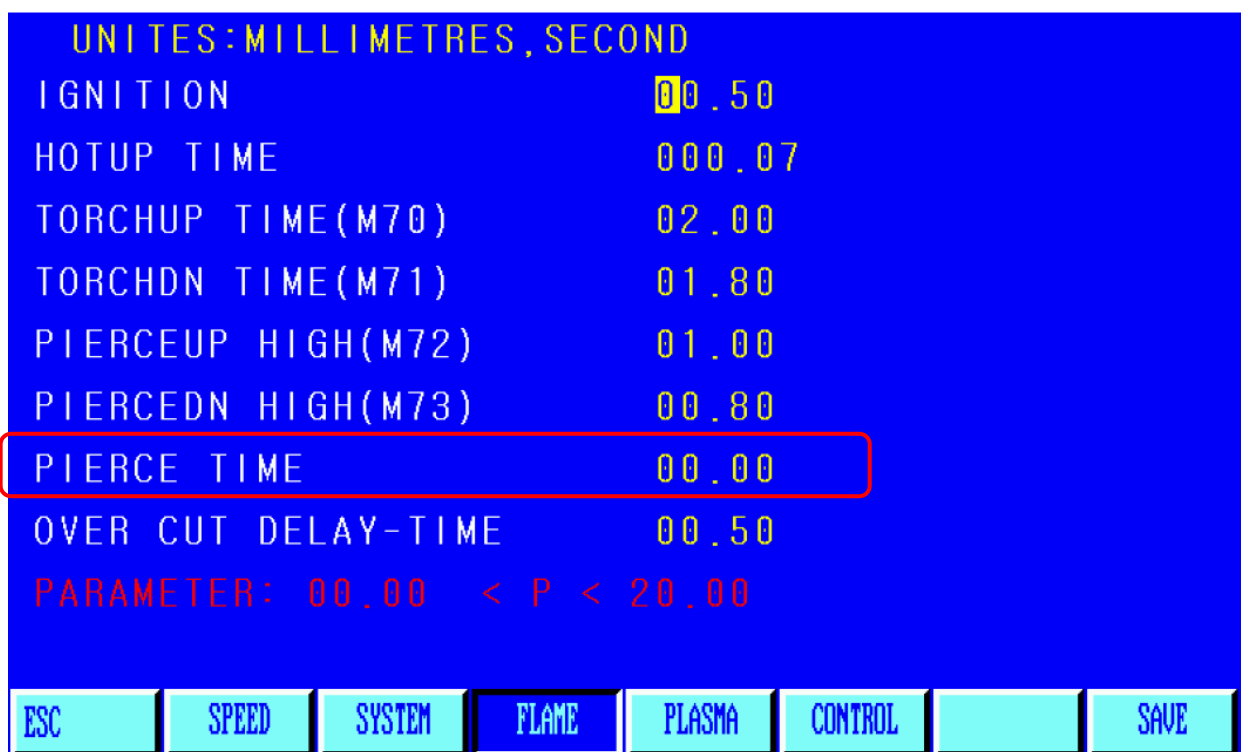 UNITES:MILLIMETRES,SECOND
IGNITION 00.50
HOTUP TIME 000.07
TORCHUP TIME(M70) 02.00
TORCHDN TIME(M71) 01.80
PIERCEUP HIGH(M72) 01.00
PIERCEDN HIGH(M73) 00.80
PIERCE TIME 00.00
OVER CUT DELAY-TIME 00.50
PARAMETER: 00.00 < P < 20.00
ESC SPEED SYSTEM FLAME PLASMA CONTROL SAVE